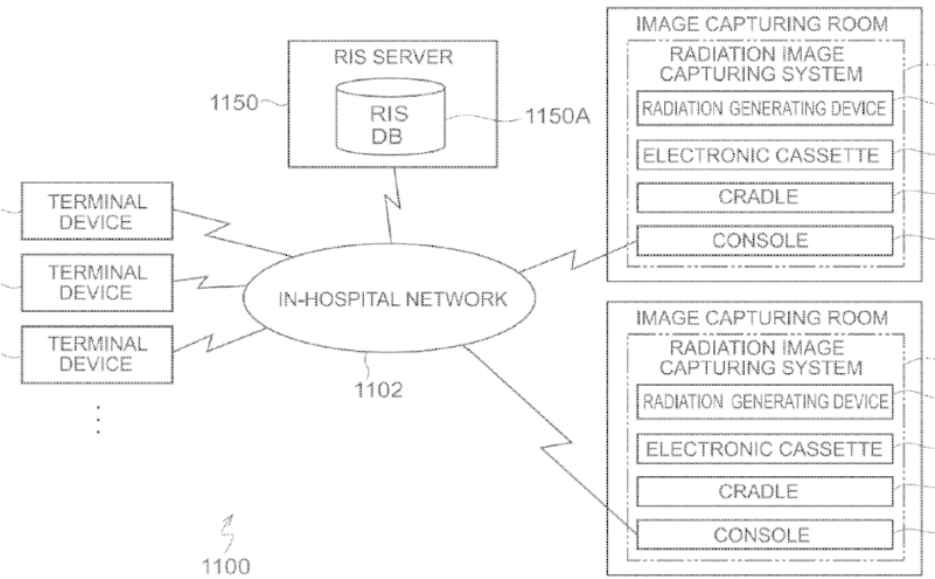 RIS SERVER
RIS
DB
1150
1150A
TERMINAL
DEVICE
TERMINAL
DEVICE
TERMINAL
DEVICE
IN-HOSPITAL NETWORK
1102
1100
IMAGE CAPTURING ROOM
RADIATION IMAGE
CAPTURING SYSTEM
RADIATION GENERATING DEVICE
ELECTRONIC CASSETTE
CRADLE
CONSOLE
IMAGE CAPTURING ROOM
RADIATION IMAGE
CAPTURING SYSTEM
RADIATION GENERATING DEVICE
ELECTRONIC CASSETTE
CRADLE
CONSOLE